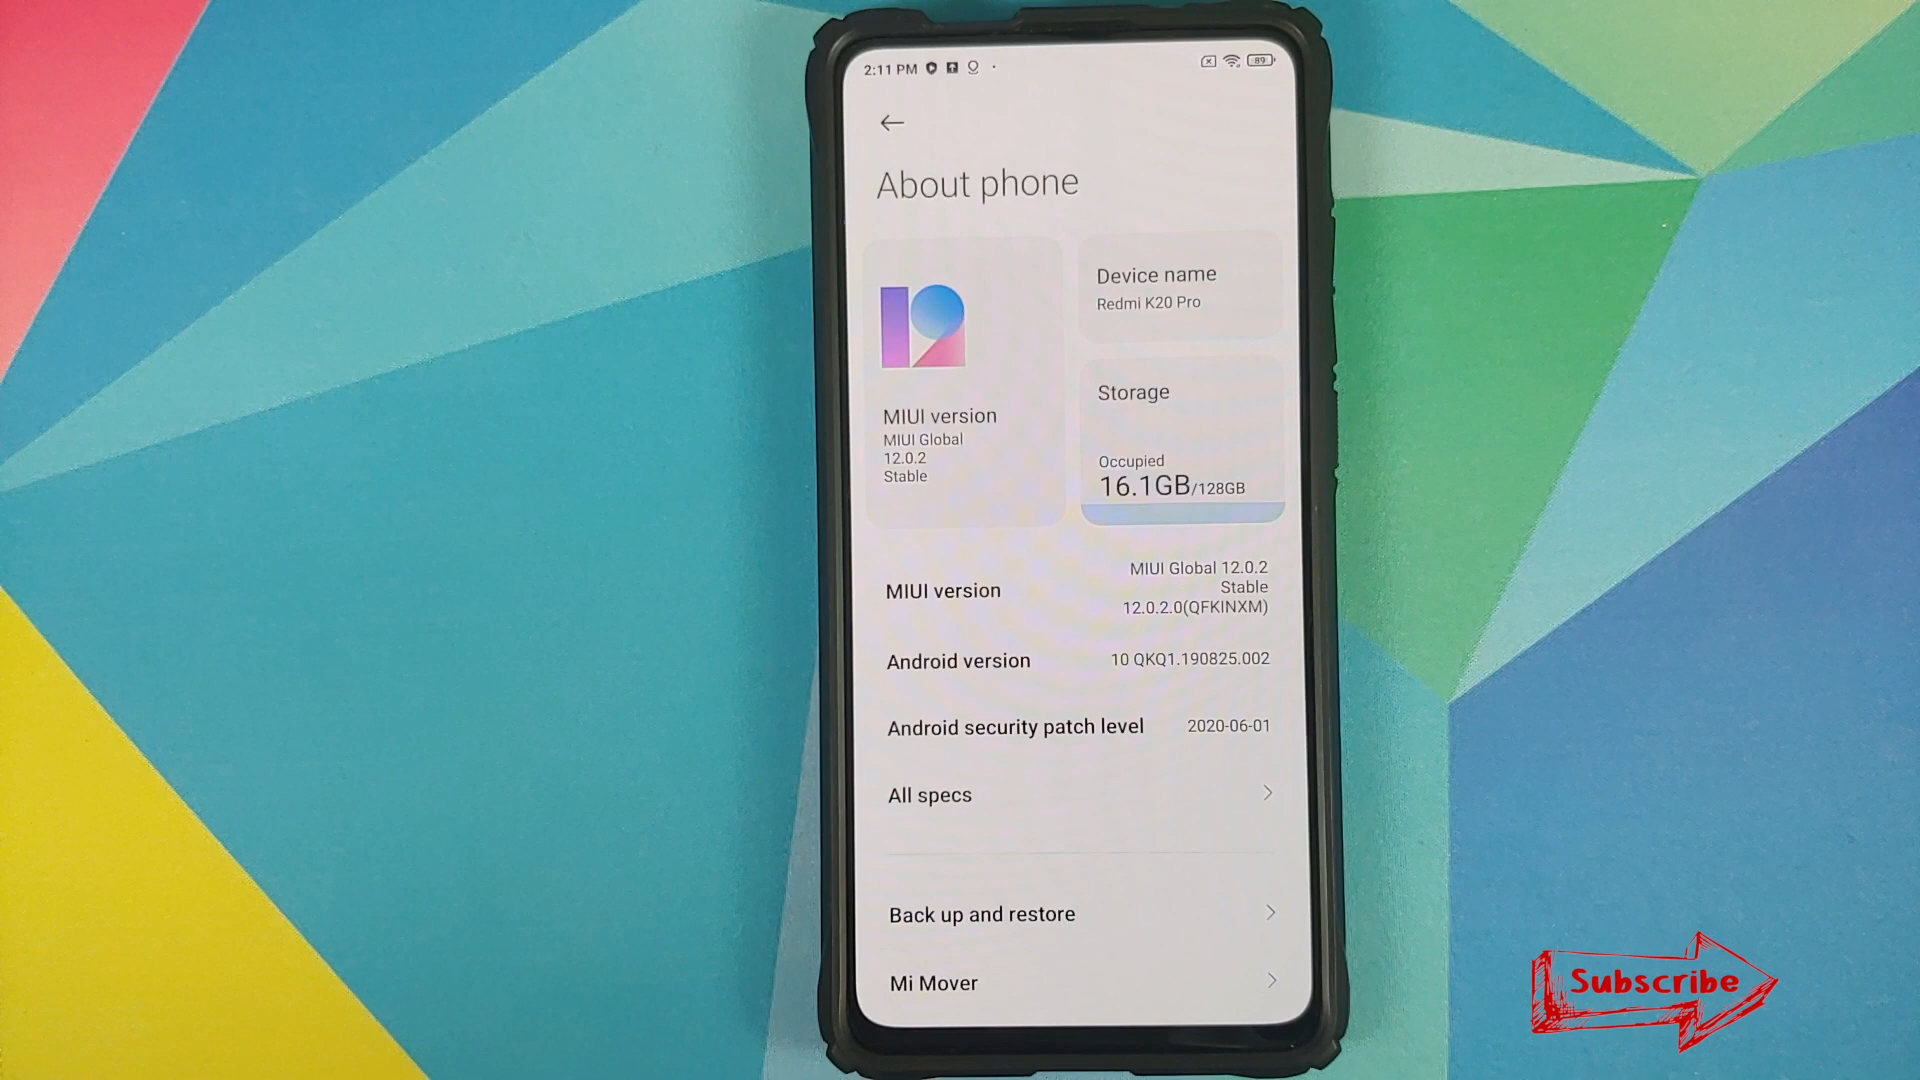 2:11 PM
89
About phone
Device name
Redmi K20 Pro
MIUI version
MIUI Global
12.0.2
Stable
Storage
Occupied
16.1GB/128GB
MIUI version
MIUI Global 12.0.2
Stable
12.0.2.0(QFKINXM)
Android version
10 QKQ1.190825.002
Android security patch level
2020-06-01
All specs
Back up and restore
Mi Mover
Subscribe